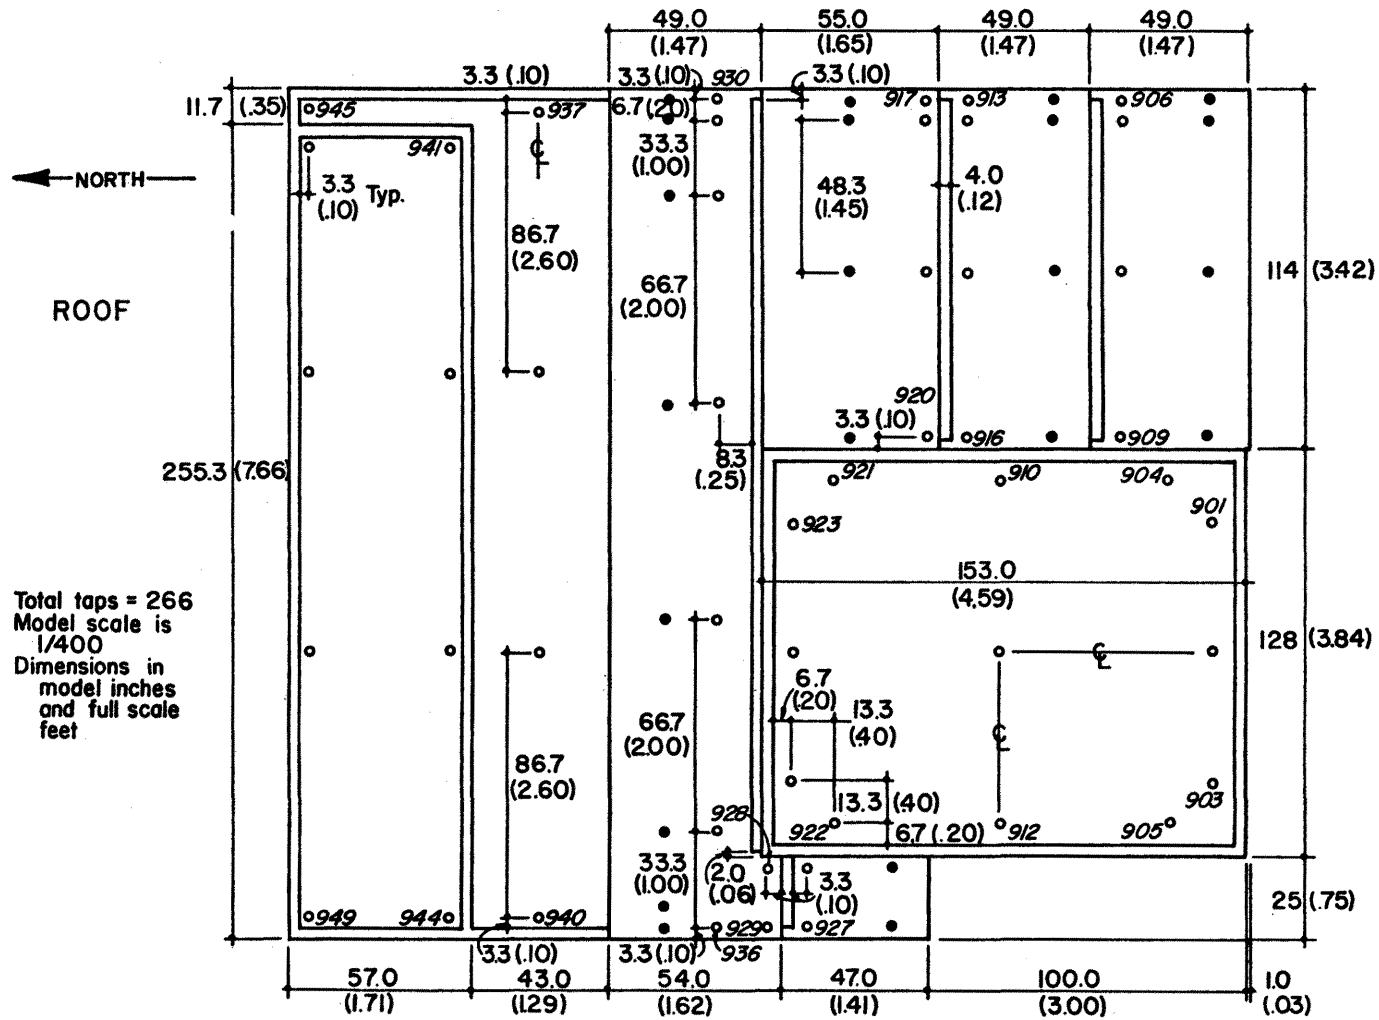 49.0 55.0 49.0 49.0
(1.47) (1.65) (1.47) (1.47)
3.3 (.10) 3.3 (.10) 930 3.3 (.10)
11.7 (.35) 945 937 6.7 (.20) 917 913 906
941 ℄ 33.3
(1.00)
NORTH
3.3 Typ.
(.10)
48.3
(1.45)
4.0
(.12)
86.7
(2.60)
66.7
(2.00)
114 (3.42)
ROOF
920
3.3 (.10) 916 909
255.3 (7.66)
8.3
(.25)
921 910 904
901
923
153.0
(4.59)
Total taps = 266
Model scale is
1/400
Dimensions in
model inches
and full scale
feet
128 (3.84)
℄
6.7
(.20)
13.3
(.40)
66.7
(2.00)
℄
86.7
(2.60)
13.3 (.40)
903
928 922 6.7 (.20) 912 905
33.3
(1.00)
2.0
(.06)
3.3
(.10)
25 (.75)
949 944 940 929 927
3.3 (.10) 3.3 (.10) 936
57.0 43.0 54.0 47.0 100.0 1.0
(1.71) (1.29) (1.62) (1.41) (3.00) (.03)